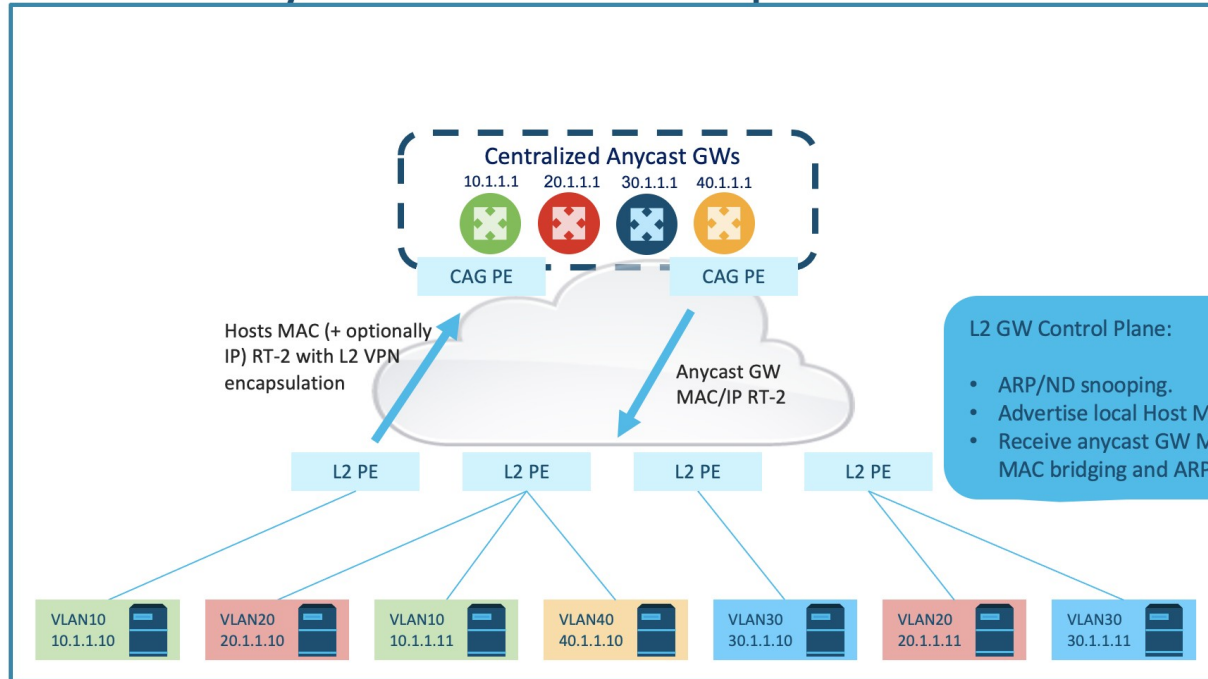 Centralized Anycast GWs
10.1.1.1 20.1.1.1 30.1.1.1 40.1.1.1
CAG PE CAG PE
Hosts MAC (+ optionally
IP) RT-2 with L2 VPN
encapsulation
Anycast GW
MAC/IP RT-2
L2 GW Control Plane:
• ARP/ND snooping.
• Advertise local Host M
• Receive anycast GW M
MAC bridging and ARP
L2 PE L2 PE L2 PE L2 PE
VLAN10
10.1.1.10
VLAN20
20.1.1.10
VLAN10
10.1.1.11
VLAN40
40.1.1.10
VLAN30
30.1.1.10
VLAN20
20.1.1.11
VLAN30
30.1.1.11